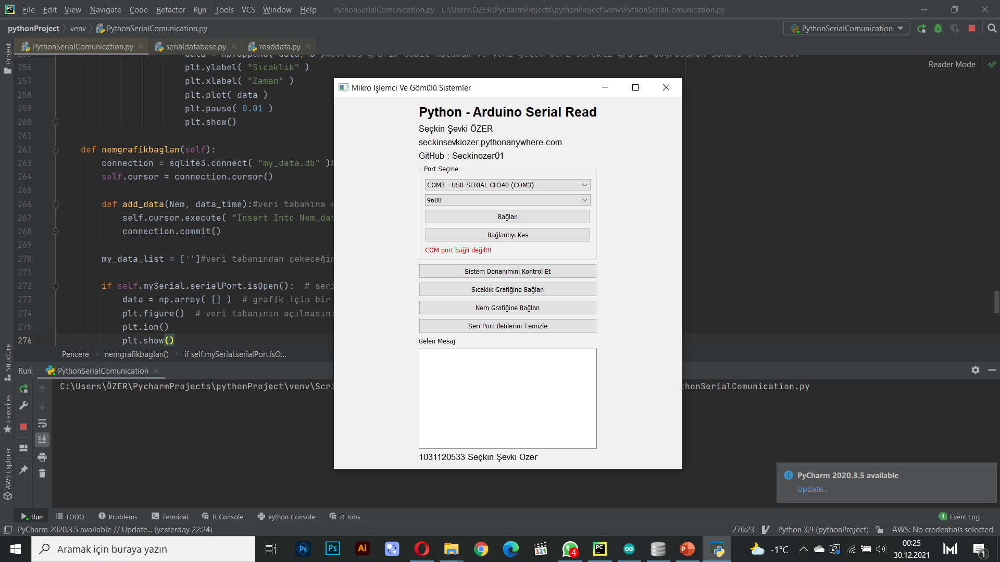 File Edit View Navigate Code Refactor Run Tools VCS Window Help PythonSerialComunication.py - C:\Users\ÖZER\PycharmProjects\pythonProject\venv\PythonSerialComunication.py
pythonProject venv PythonSerialComunication.py PythonSerialComunication
PythonSerialComunication.py serialdatabase.py readdata.py
Project
Reader Mode
256 plt.ylabel( "Sıcaklık" )
257 plt.xlabel( "Zaman" )
258 plt.plot( data )
259 plt.pause( 0.01 )
260 plt.show()
261
262 def nemgrafikbaglan(self):
263 connection = sqlite3.connect( "my_data.db" )#
264 self.cursor = connection.cursor()
265
266 def add_data(Nem, data_time):#veri tabanına e
267 self.cursor.execute( "Insert Into Nem_dat
268 connection.commit()
269
270 my_data_list = ['']#veri tabanından çekeceğim
271
272 if self.mySerial.serialPort.isOpen(): # seri
273 data = np.array( [] ) # grafik için bir
274 plt.figure() # veri tabanının açılmasını
275 plt.ion()
276 plt.show()
Pencere nemgrafikbaglan() if self.mySerial.serialPort.isO...
Mikro İşlemci Ve Gömülü Sistemler
Python - Arduino Serial Read
Seçkin Şevki ÖZER
seckinsevkiozer.pythonanywhere.com
GitHub : Seckinozer01
Port Seçme
COM3 - USB-SERIAL CH340 (COM3)
9600
Bağlan
Bağlantıyı Kes
COM port bağlı değil!!!
Sistem Donanımını Kontrol Et
Sıcaklık Grafiğine Bağlan
Nem Grafiğine Bağlan
Seri Port İletilerini Temizle
Gelen Mesaj
1031120533 Seçkin Şevki Özer
Structure
Favorites
AWS Explorer
Run: PythonSerialComunication
C:\Users\ÖZER\PycharmProjects\pythonProject\venv\Scri
thonSerialComunication.py
PyCharm 2020.3.5 available
Update...
Run TODO Problems Terminal R Console Python Console R Jobs 1 Event Log
PyCharm 2020.3.5 available // Update... (yesterday 22:24) 276:23 Python 3.9 (pythonProject) AWS: No credentials selected
Aramak için buraya yazın
Ps Ps Ai 321 4 PC P
-1°C
00:25
30.12.2021
1